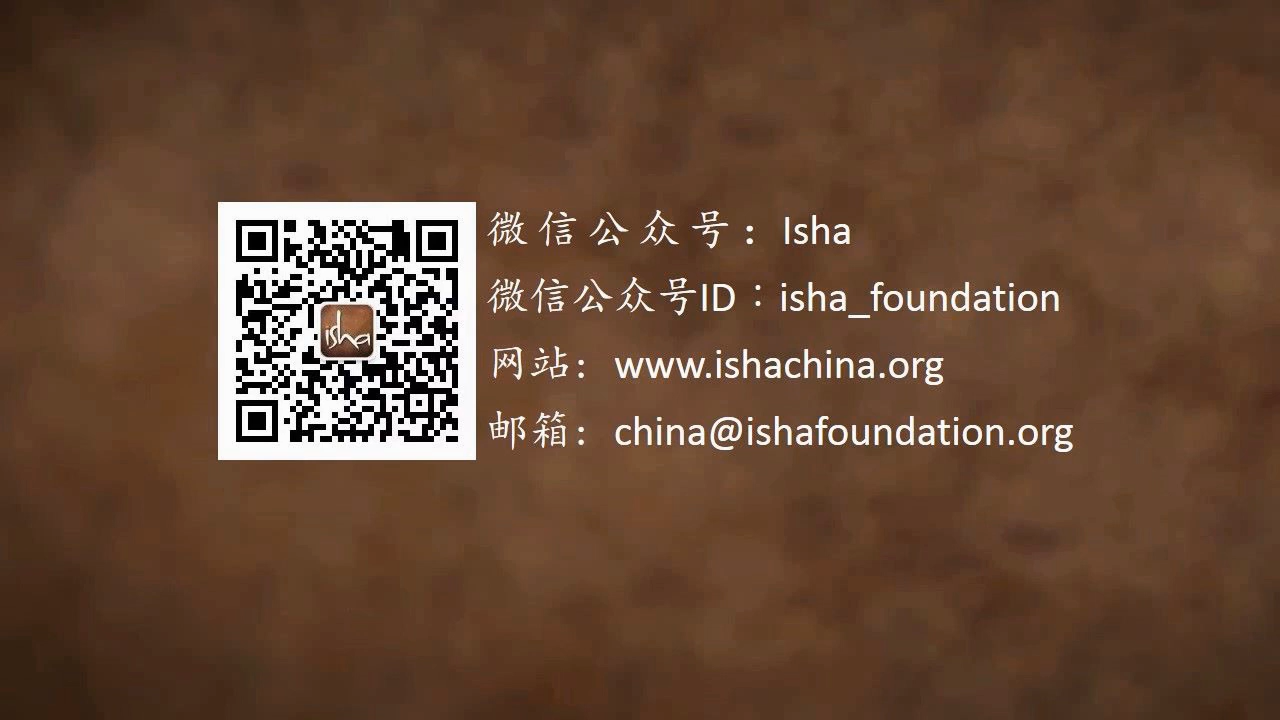 微信公众号：Isha
微信公众号ID：isha_foundation
isha
网站：www.ishachina.org
邮箱：china@ishafoundation.org